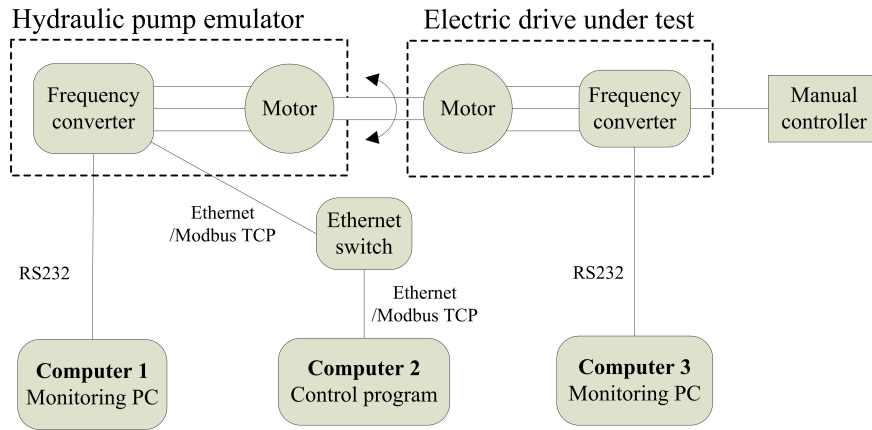 Hydraulic pump emulator
Electric drive under test
Frequency
converter
Motor
Motor
Frequency
converter
Manual
controller
Ethernet
/Modbus TCP
Ethernet
switch
RS232
Ethernet
/Modbus TCP
RS232
Computer 1
Monitoring PC
Computer 2
Control program
Computer 3
Monitoring PC